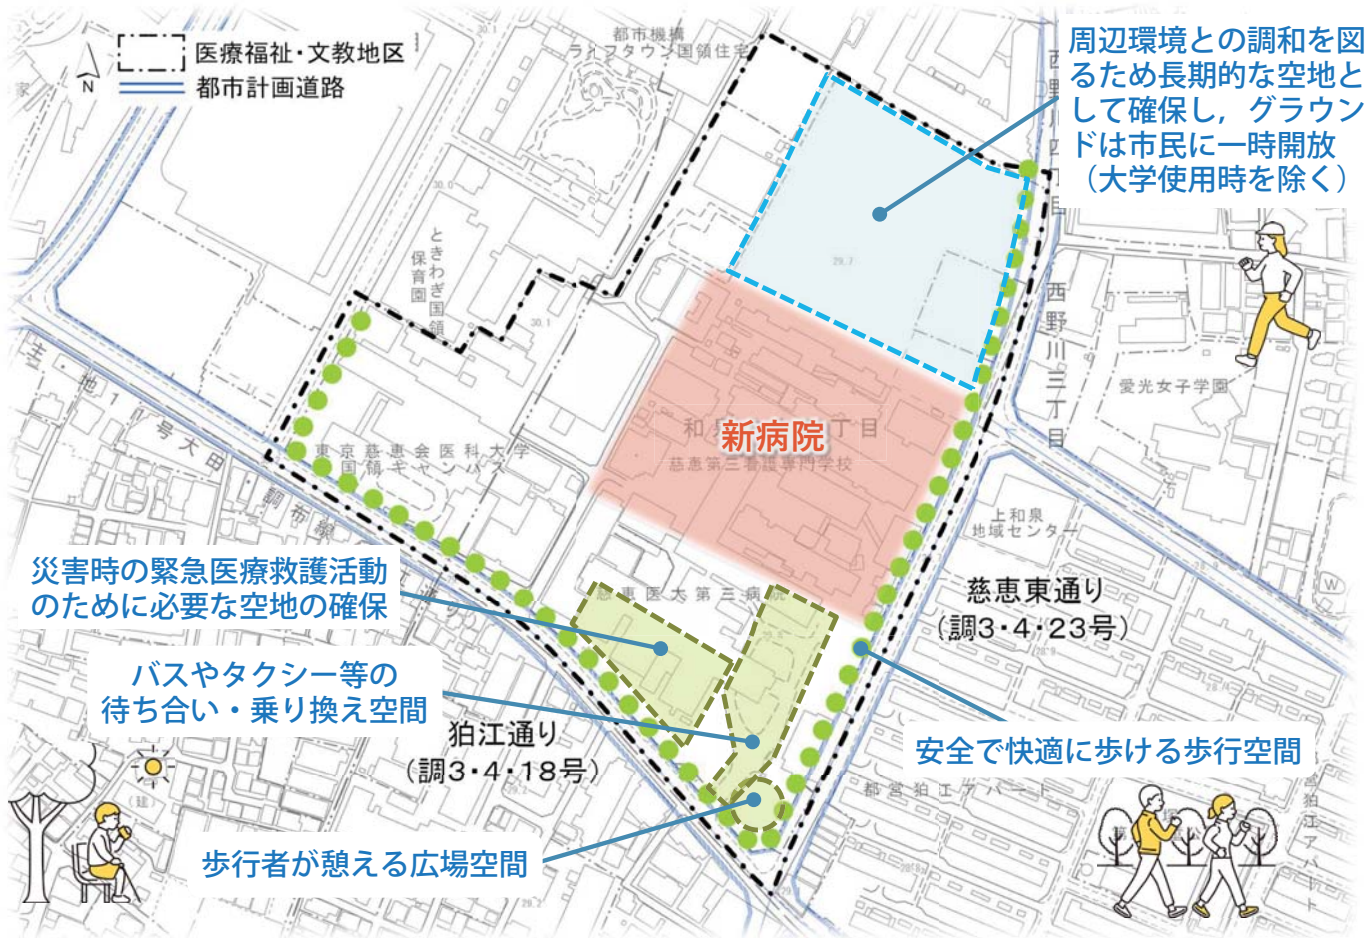 医療福祉・文教地区
都市計画道路
N
都市機構
ライフタウン国領住宅
周辺環境との調和を図
るため長期的な空地と
して確保し，グラウン
ドは市民に一時開放
（大学使用時を除く）
ときわぎ国領
保育園
30.1
30.0
30.1
29.7
西野川三丁目
愛光女子学園
新病院
慈恵第三看護専門学校
東京慈恵会医科大学
国領キャンパス
上和泉
地域センター
慈恵東通り
（調3・4・23号）
災害時の緊急医療救護活動
のために必要な空地の確保
バスやタクシー等の
待ち合い・乗り換え空間
狛江通り
（調3・4・18号）
安全で快適に歩ける歩行空間
都営狛江アパート
歩行者が憩える広場空間